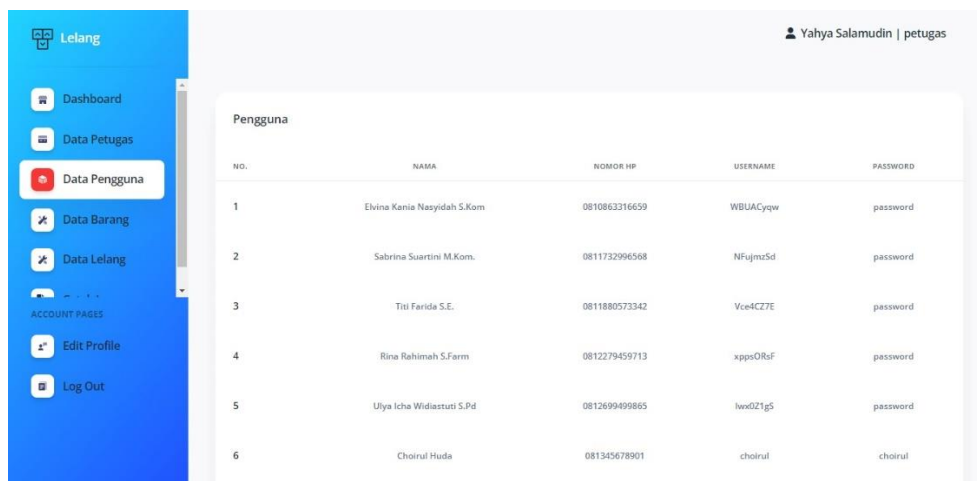 Lelang
Yahya Salamudin | petugas
Dashboard
Data Petugas
Data Pengguna
Data Barang
Data Lelang
ACCOUNT PAGES
Edit Profile
Log Out
Pengguna
NO. NAMA NOMOR HP USERNAME PASSWORD
1 Elvina Kania Nasyidah S.Kom 0810863316659 WBUACyqw password
2 Sabrina Suartini M.Kom. 0811732996568 NFujmzSd password
3 Titi Farida S.E. 0811880573342 Vce4CZ7E password
4 Rina Rahimah S.Farm 0812279459713 xppsORsF password
5 Ulya Icha Widiastuti S.Pd 0812699499865 password
6 Choirul Huda 081345678901 choirul choirul